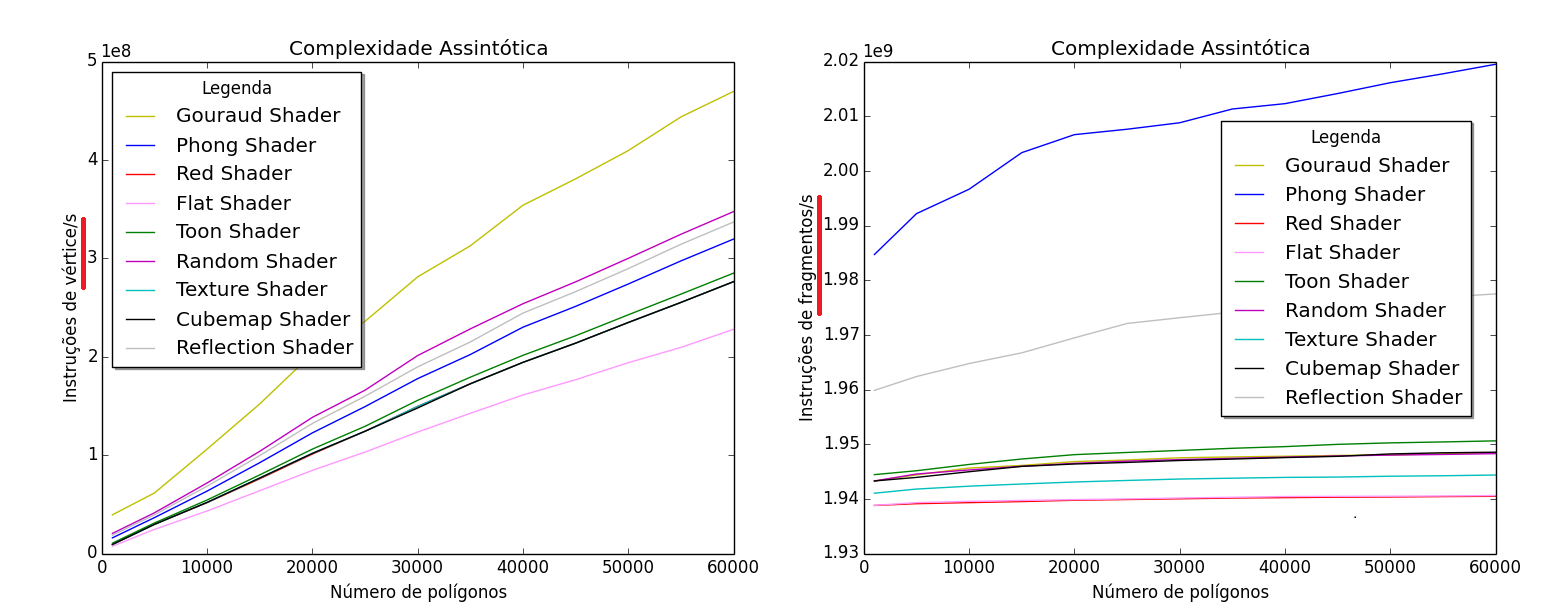 Complexidade Assintótica
1e8
5
4
3
2
1
0
Instruções de vértice/s
Legenda
Gouraud Shader
Phong Shader
Red Shader
Flat Shader
Toon Shader
Random Shader
Texture Shader
Cubemap Shader
Reflection Shader
0 10000 20000 30000 40000 50000 60000
Número de polígonos
Complexidade Assintótica
1e9
2.02
2.01
2.00
1.99
1.98
1.97
1.96
1.95
1.94
1.93
Instruções de fragmentos/s
Legenda
Gouraud Shader
Phong Shader
Red Shader
Flat Shader
Toon Shader
Random Shader
Texture Shader
Cubemap Shader
Reflection Shader
0 10000 20000 30000 40000 50000 60000
Número de polígonos